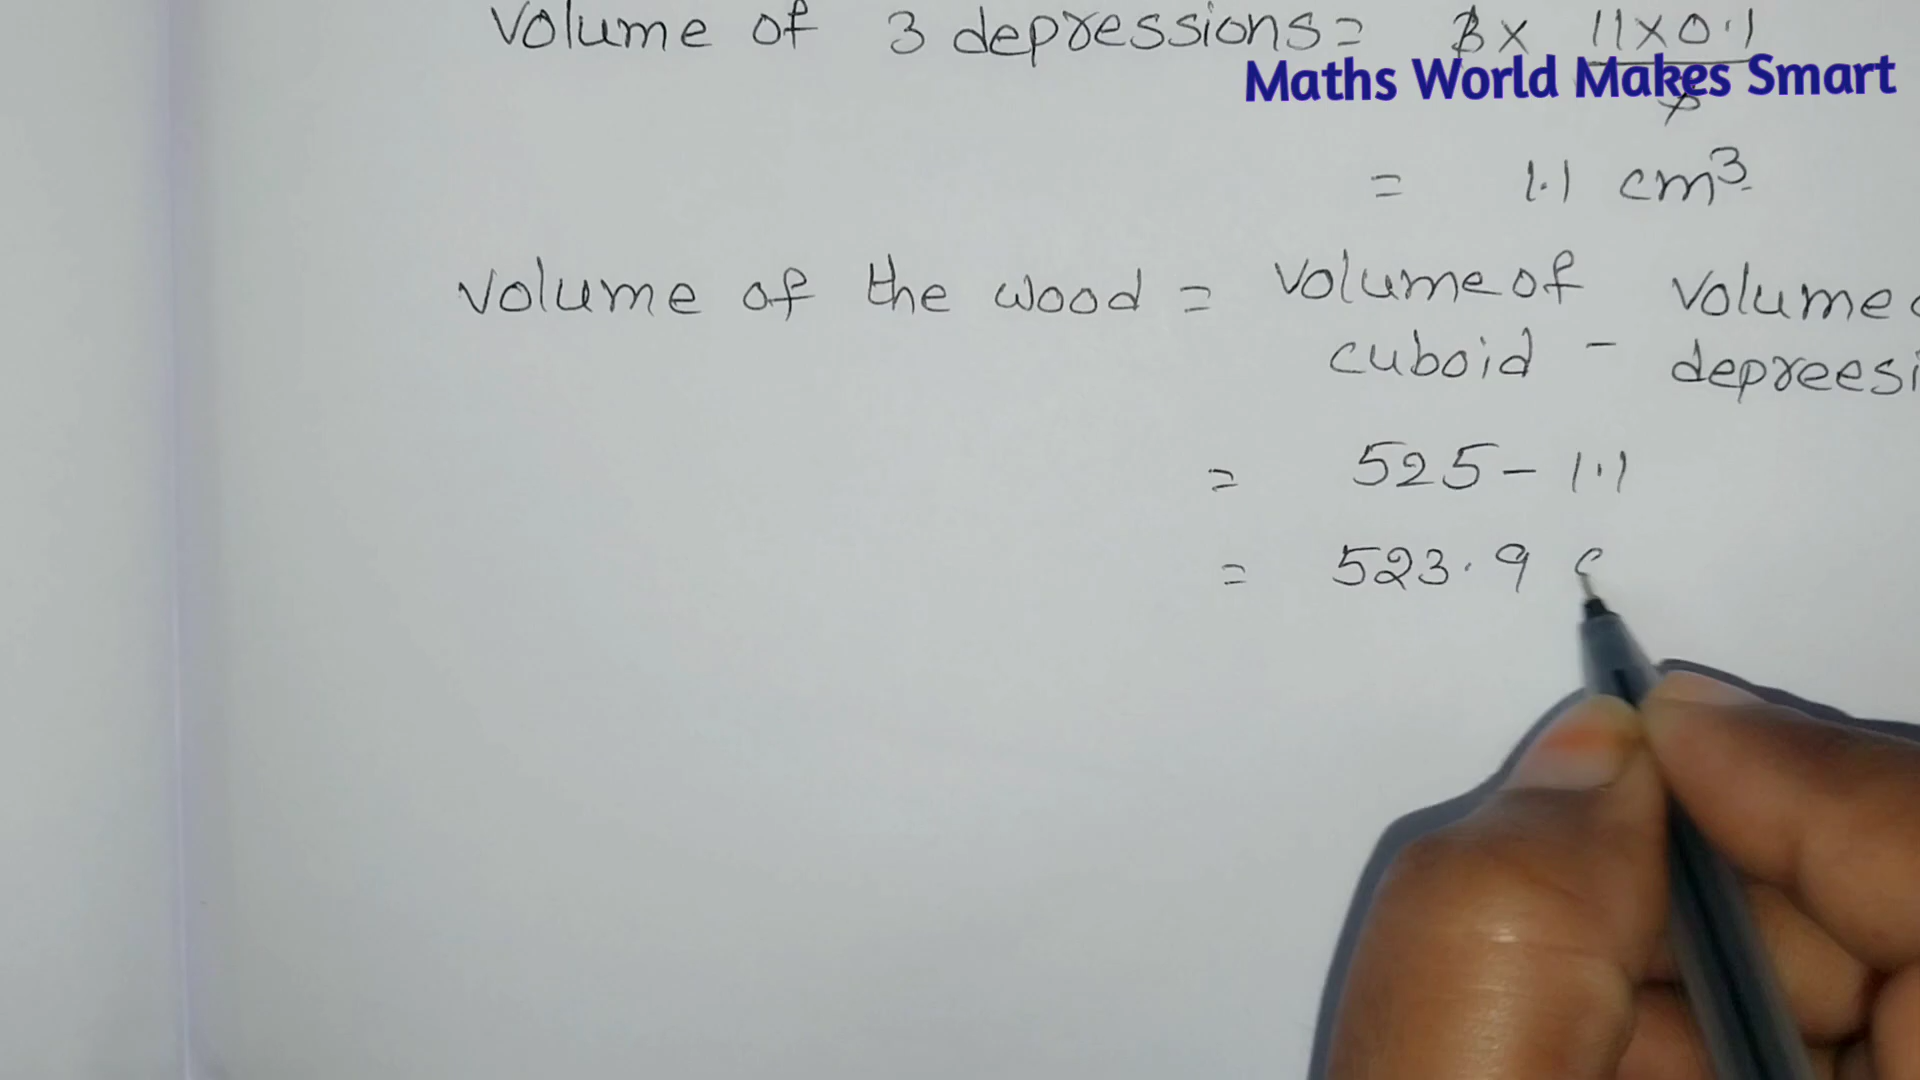 Volume of 3 depressions = 3 × 11×0.1
Maths World Makes Smart
= 1.1 cm³
Volume of the wood = Volume of Volume
cuboid - depreesi
= 525 - 1.1
= 523.9 c